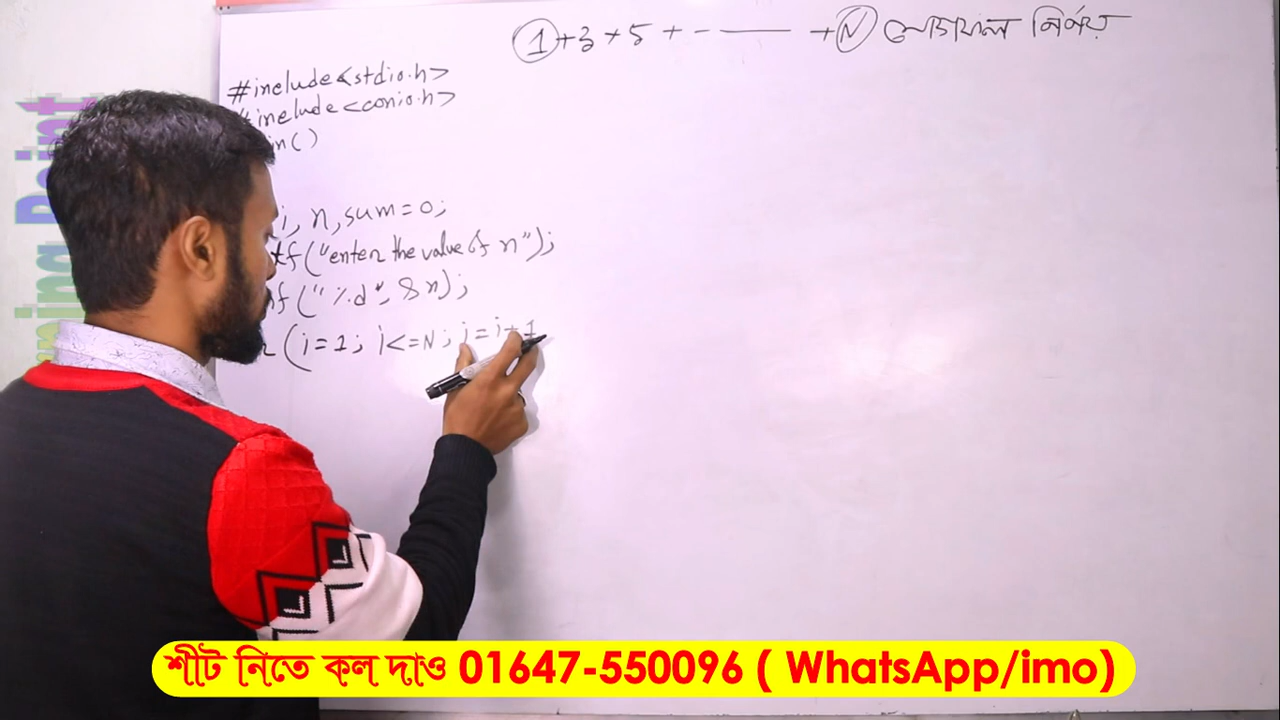 1+3+5+-——+N যোগফল নির্ণয়
#include<stdio.h>
#include<conio.h>
in()
i, n, sum=0;
tf("enter the value of n");
nf("%d", &n);
r (i=1; i<=N; i=i+1
শীট নিতে কল দাও 01647-550096 ( WhatsApp/imo)